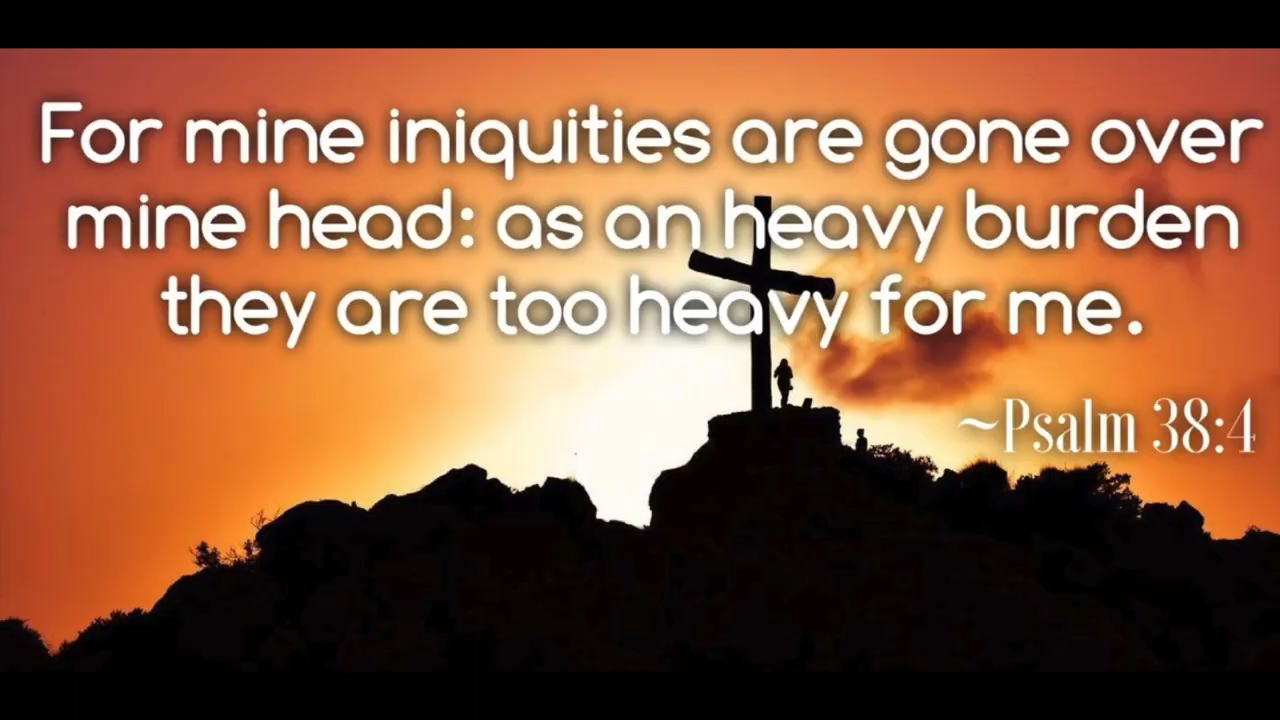 For mine iniquities are gone over
mine head: as an heavy burden
they are too heavy for me.
~Psalm 38:4